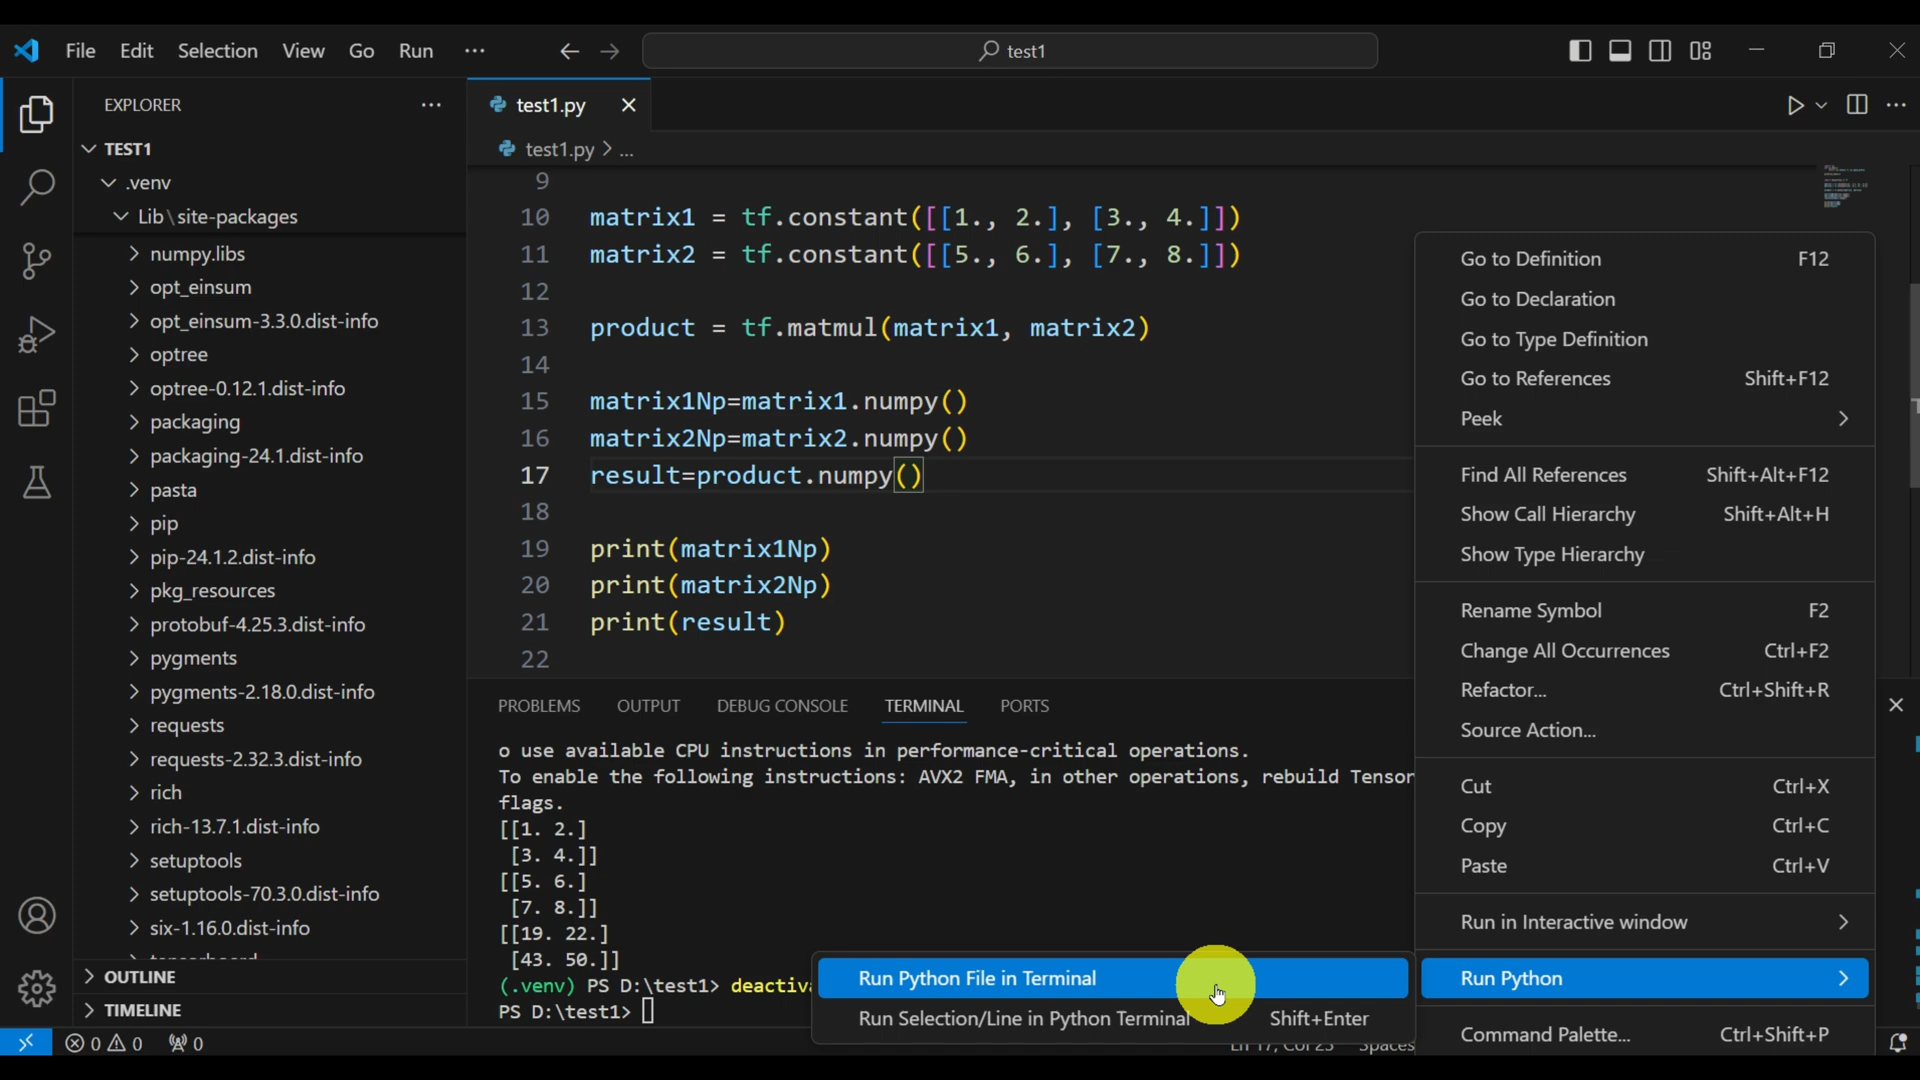 File Edit Selection View Go Run ...
test1
EXPLORER ...
TEST1
.venv
Lib\site-packages
numpy.libs
opt_einsum
opt_einsum-3.3.0.dist-info
optree
optree-0.12.1.dist-info
packaging
packaging-24.1.dist-info
pasta
pip
pip-24.1.2.dist-info
pkg_resources
protobuf-4.25.3.dist-info
pygments
pygments-2.18.0.dist-info
requests
requests-2.32.3.dist-info
rich
rich-13.7.1.dist-info
setuptools
setuptools-70.3.0.dist-info
six-1.16.0.dist-info
OUTLINE
TIMELINE
0 0 0
test1.py
test1.py > ...
9
10 matrix1 = tf.constant([[1., 2.], [3., 4.]])
11 matrix2 = tf.constant([[5., 6.], [7., 8.]])
12
13 product = tf.matmul(matrix1, matrix2)
14
15 matrix1Np=matrix1.numpy()
16 matrix2Np=matrix2.numpy()
17 result=product.numpy()
18
19 print(matrix1Np)
20 print(matrix2Np)
21 print(result)
22
PROBLEMS OUTPUT DEBUG CONSOLE TERMINAL PORTS
o use available CPU instructions in performance-critical operations.
To enable the following instructions: AVX2 FMA, in other operations, rebuild Tensor
flags.
[[1. 2.]
[3. 4.]]
[[5. 6.]
[7. 8.]]
[[19. 22.]
[43. 50.]]
(.venv) PS D:\test1> deactiv
PS D:\test1>
Go to Definition F12
Go to Declaration
Go to Type Definition
Go to References Shift+F12
Peek
Find All References Shift+Alt+F12
Show Call Hierarchy Shift+Alt+H
Show Type Hierarchy
Rename Symbol F2
Change All Occurrences Ctrl+F2
Refactor... Ctrl+Shift+R
Source Action...
Cut Ctrl+X
Copy Ctrl+C
Paste Ctrl+V
Run in Interactive window
Run Python
Command Palette... Ctrl+Shift+P
Run Python File in Terminal
Run Selection/Line in Python Terminal Shift+Enter